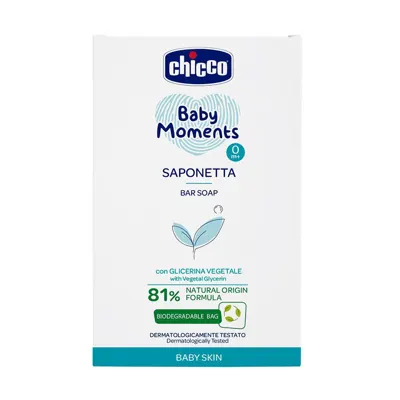 chicco
Baby
Moments
0
m+
SAPONETTA
BAR SOAP
con GLICERINA VEGETALE
with Vegetal Glycerin
81% NATURAL ORIGIN
FORMULA
BIODEGRADABLE BAG
DERMATOLOGICAMENTE TESTATO
Dermatologically Tested
BABY SKIN